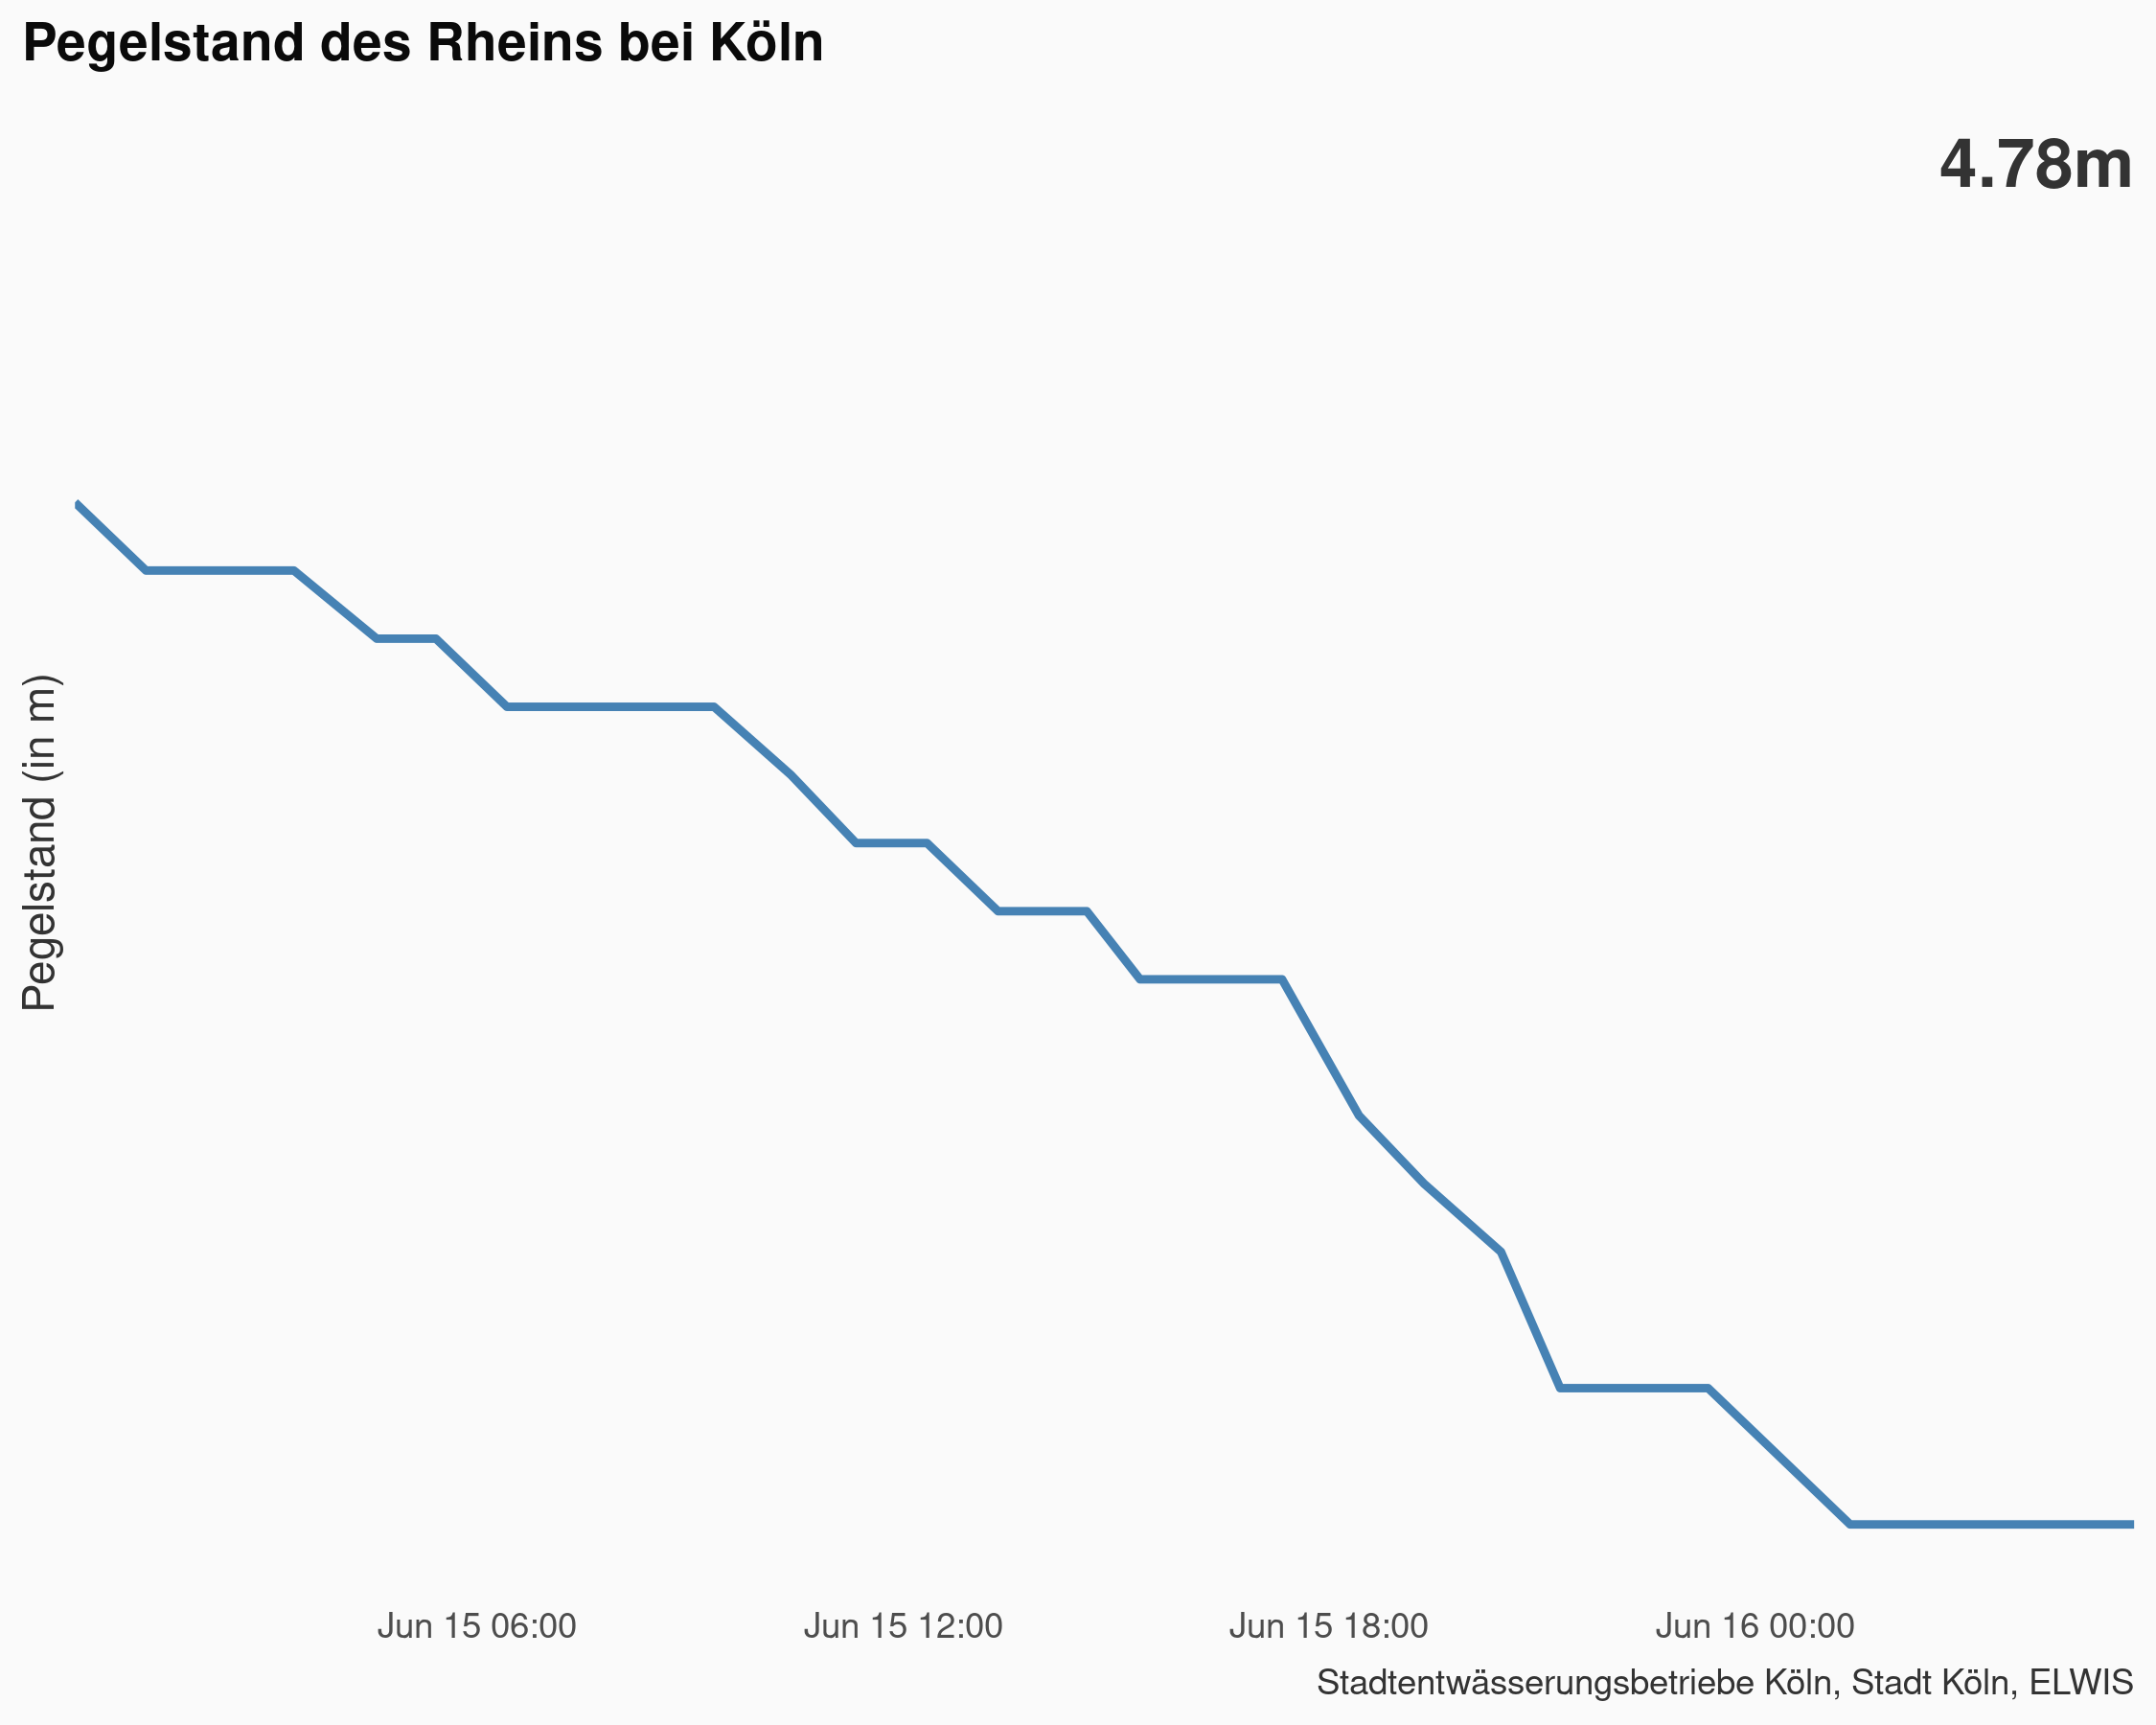 Pegelstand des Rheins bei Köln
4.78m
Pegelstand (in m)
Jun 15 06:00
Jun 15 12:00
Jun 15 18:00
Jun 16 00:00
Stadtentwässerungsbetriebe Köln, Stadt Köln, ELWIS